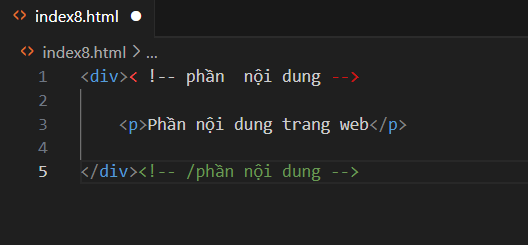 index8.html
index8.html > ...
1 <div>< !-- phần  nội dung -->
2
3     <p>Phần nội dung trang web</p>
4
5 </div><!-- /phần nội dung -->